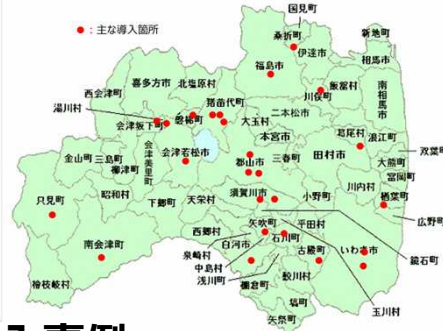 ●：主な導入箇所
国見町
桑折町
伊達市
新地町
相馬市
福島市
川俣町
飯舘村
南相馬市
喜多方市
北塩原村
猪苗代町
二本松市
西会津町
湯川村
会津坂下町
磐梯町
大玉村
本宮市
葛尾村
浪江町
双葉町
金山町
三島町
柳津町
会津美里町
会津若松市
郡山市
三春町
田村市
大熊町
富岡町
川内村
楢葉町
昭和村
只見町
下郷町
天栄村
須賀川市
小野町
広野町
南会津町
西郷村
矢吹町
平田村
鏡石町
白河市
石川町
泉崎村
古殿町
いわき市
中島村
玉川村
浅川町
鮫川村
檜枝岐村
棚倉町
塙町
矢祭町